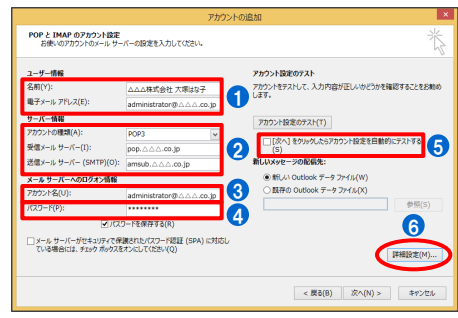 アカウントの追加
×
POP と IMAP のアカウント設定
お使いのアカウントのメール サーバーの設定を入力してください。
ユーザー情報
名前(Y):
△△△株式会社 大塚はな子
電子メール アドレス(E):
administrator@△△△.co.jp
1
サーバー情報
アカウントの種類(A):
POP3
受信メール サーバー(I):
pop.△△△.co.jp
送信メール サーバー (SMTP)(O):
amsub.△△△.co.jp
2
メール サーバーへのログオン情報
アカウント名(U):
administrator@△△△.co.jp
3
パスワード(P):
********
4
パスワードを保存する(R)
メール サーバーがセキュリティで保護されたパスワード認証 (SPA) に対応し
ている場合には、チェック ボックスをオンにしてください(Q)
アカウント設定のテスト
アカウントをテストして、入力内容が正しいかどうかを確認することをお勧め
します。
アカウント設定のテスト(T)
[次へ] をクリックしたらアカウント設定を自動的にテストする
(S)
5
新しいメッセージの配信先:
新しい Outlook データ ファイル(W)
既存の Outlook データ ファイル(X)
参照(S)
6
詳細設定(M)...
< 戻る(B)
次へ(N) >
キャンセル